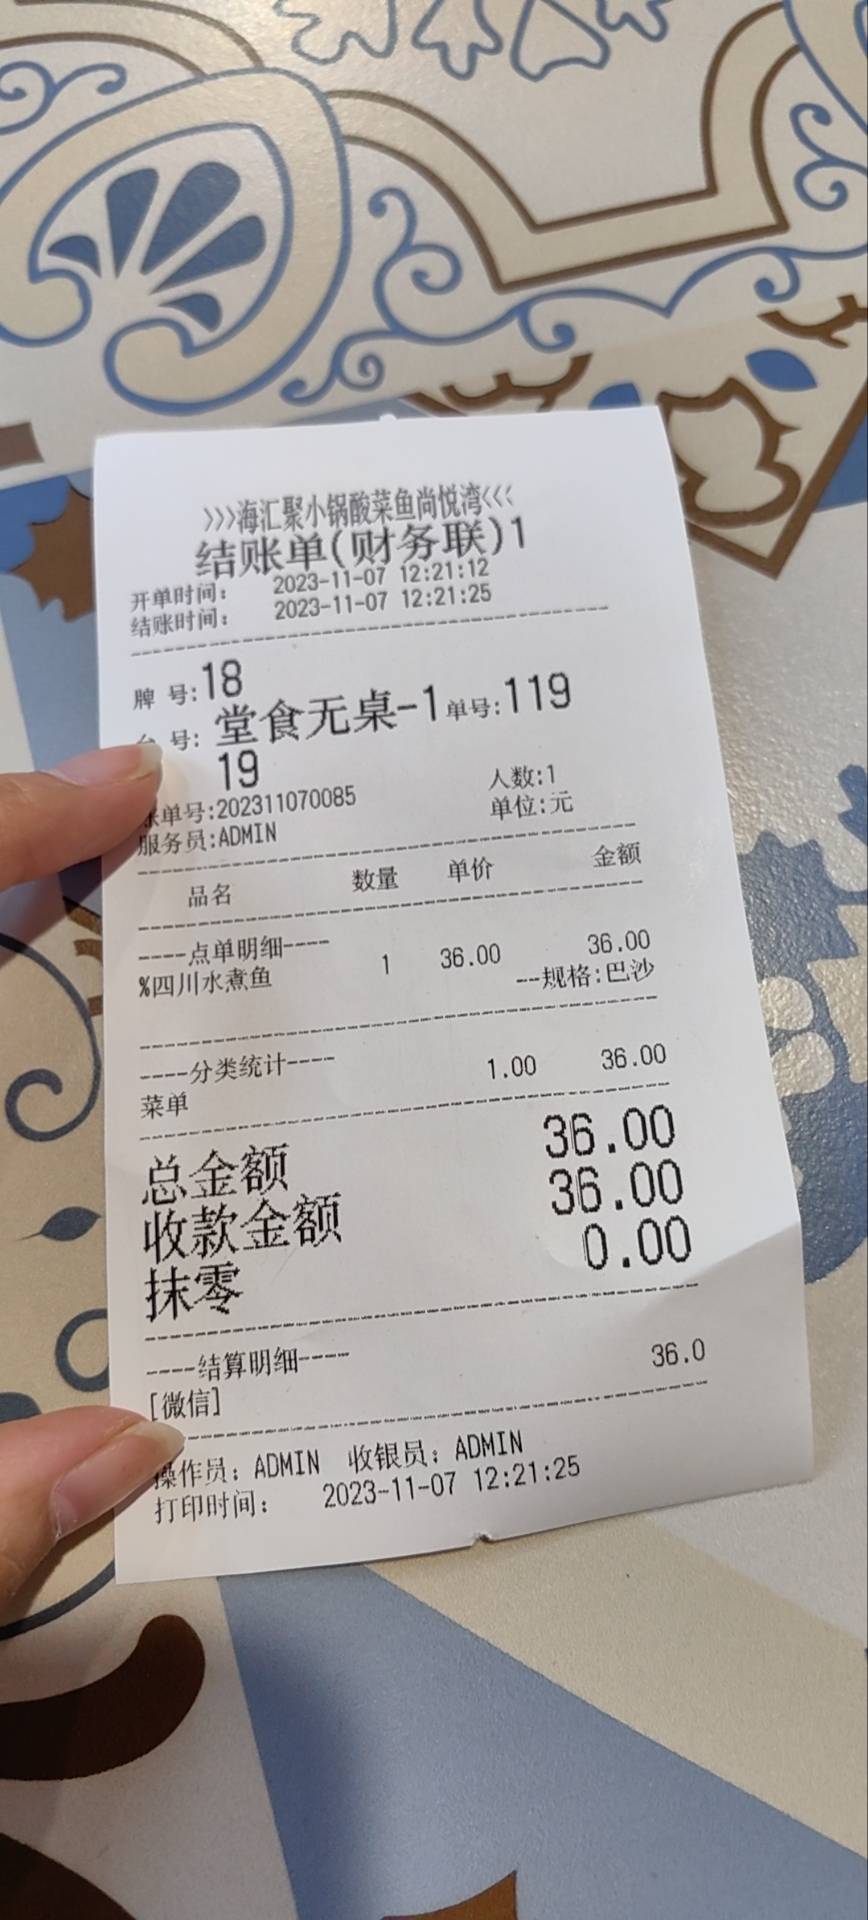 >>>海汇聚小锅酸菜鱼尚悦湾<<<
结账单(财务联)1
开单时间: 2023-11-07 12:21:12
结账时间: 2023-11-07 12:21:25
牌 号:18
号: 堂食无桌-1 单号:119
19
账单号:202311070085 人数:1
服务员:ADMIN 单位:元
品名 数量 单价 金额
----点单明细----
%四川水煮鱼 1 36.00 36.00
---规格:巴沙
----分类统计----
菜单 1.00 36.00
总金额 36.00
收款金额 36.00
抹零 0.00
----结算明细-----
[微信] 36.0
操作员: ADMIN 收银员: ADMIN
打印时间: 2023-11-07 12:21:25